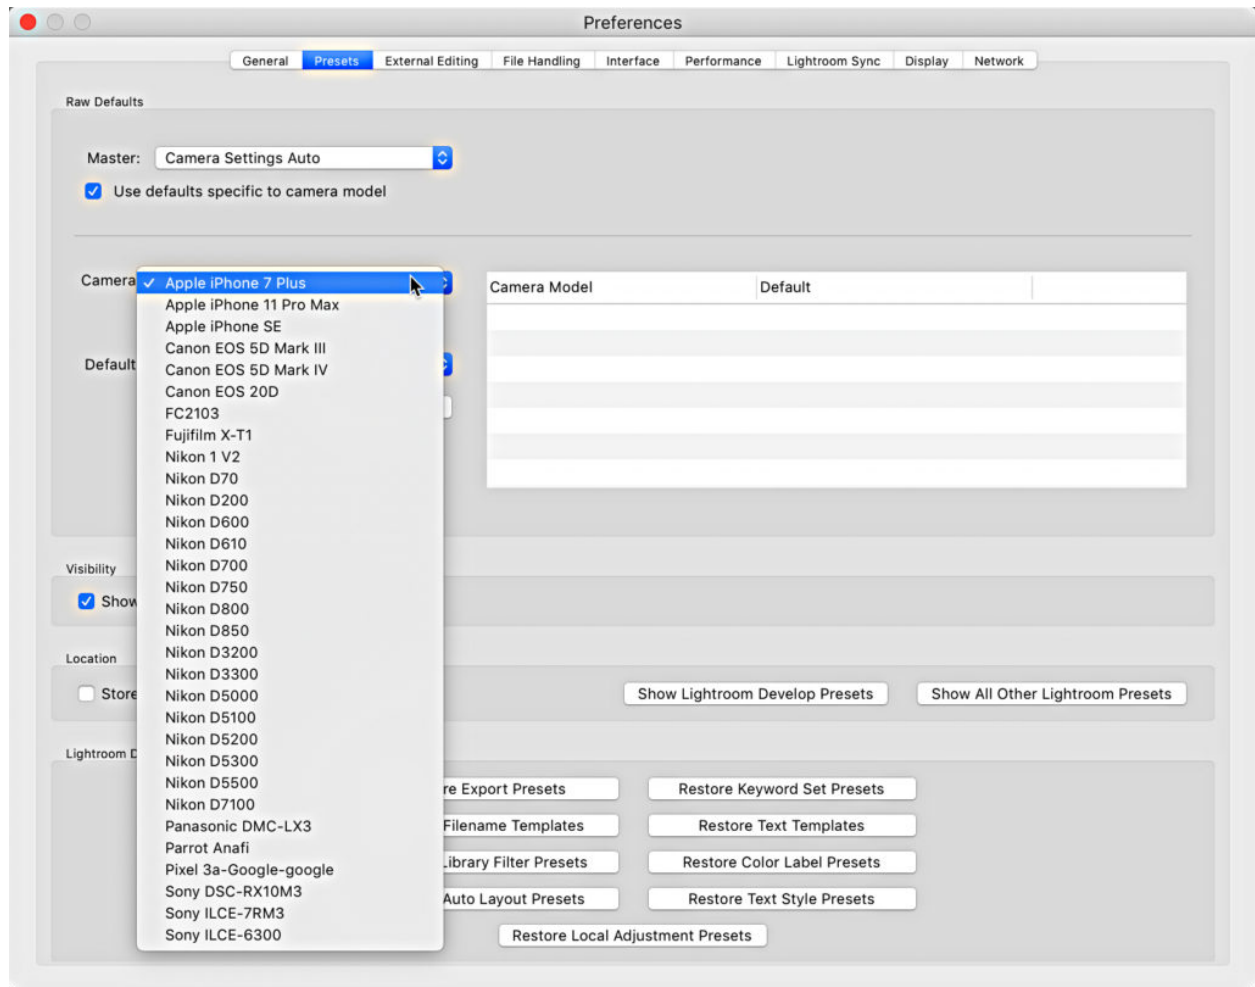 Preferences
General Presets External Editing File Handling Interface Performance Lightroom Sync Display Network
Raw Defaults
Master: Camera Settings Auto
Use defaults specific to camera model
Camera
Apple iPhone 7 Plus
Apple iPhone 11 Pro Max
Apple iPhone SE
Canon EOS 5D Mark III
Canon EOS 5D Mark IV
Canon EOS 20D
FC2103
Fujifilm X-T1
Nikon 1 V2
Nikon D70
Nikon D200
Nikon D600
Nikon D610
Nikon D700
Nikon D750
Nikon D800
Nikon D850
Nikon D3200
Nikon D3300
Nikon D5000
Nikon D5100
Nikon D5200
Nikon D5300
Nikon D5500
Nikon D7100
Panasonic DMC-LX3
Parrot Anafi
Pixel 3a-Google-google
Sony DSC-RX10M3
Sony ILCE-7RM3
Sony ILCE-6300
Camera Model Default
Default
Visibility
Show
Location
Store
Show Lightroom Develop Presets Show All Other Lightroom Presets
Lightroom D
re Export Presets Restore Keyword Set Presets
Filename Templates Restore Text Templates
ibrary Filter Presets Restore Color Label Presets
Auto Layout Presets Restore Text Style Presets
Restore Local Adjustment Presets